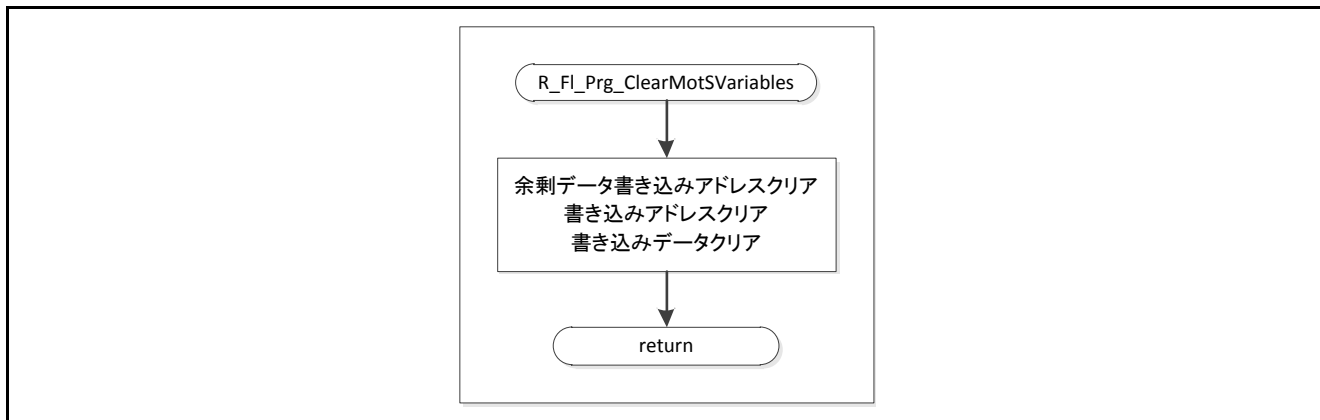 R_Fl_Prg_ClearMotSVariables
余剰データ書き込みアドレスクリア
書き込みアドレスクリア
書き込みデータクリア
return